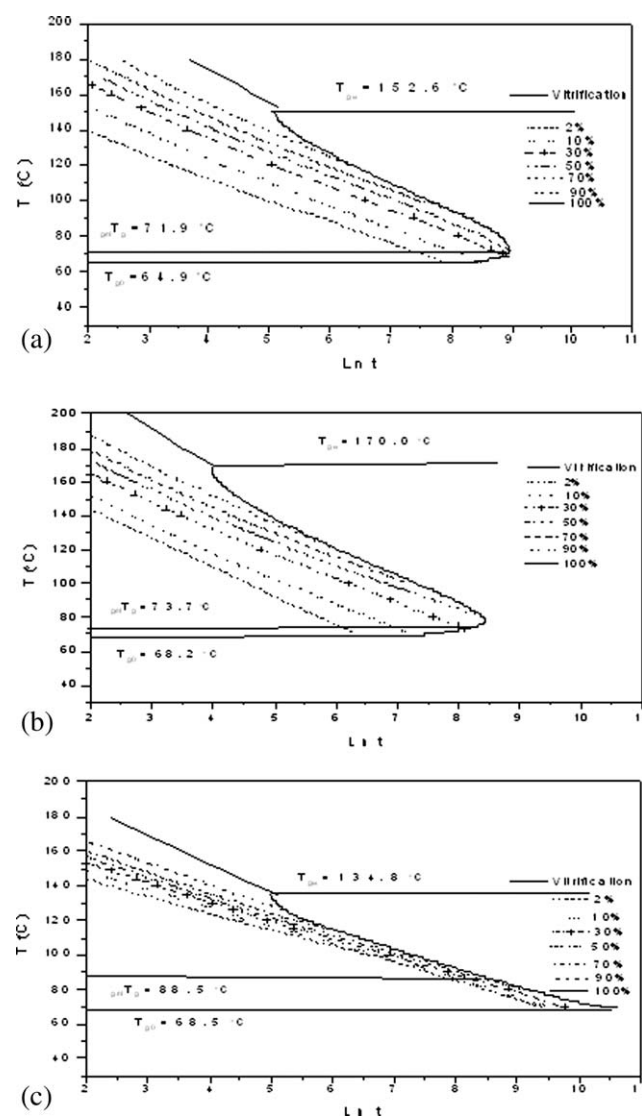 200
180
160
140
120
100
80
60
40
T (C)
Tg∞ = 152.6 °C
Vitrification
2%
10%
30%
50%
70%
90%
100%
gelTg = 71.9 °C
Tg0 = 64.9 °C
2 3 4 5 6 7 8 9 10 11
Ln t
(a)
200
180
160
140
120
100
80
60
40
T (C)
Tg∞ = 170.0 °C
Vitrification
2%
10%
30%
50%
70%
90%
100%
gelTg = 73.7 °C
Tg0 = 68.2 °C
2 3 4 5 6 7 8 9 10 1
Ln t
(b)
200
180
160
140
120
100
80
60
40
T (C)
Tg∞ = 134.8 °C
Vitrification
2%
10%
30%
50%
70%
90%
100%
gelTg = 88.5 °C
Tg0 = 68.5 °C
2 3 4 5 6 7 8 9 10 1
Ln t
(c)